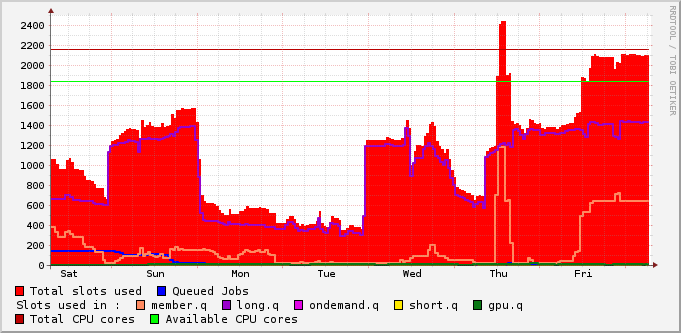 RRDTOOL / TOBI OETIKER
2400
2200
2000
1800
1600
1400
1200
1000
800
600
400
200
0
Sat Sun Mon Tue Wed Thu Fri
Total slots used Queued Jobs
Slots used in : member.q long.q ondemand.q short.q gpu.q
Total CPU cores Available CPU cores